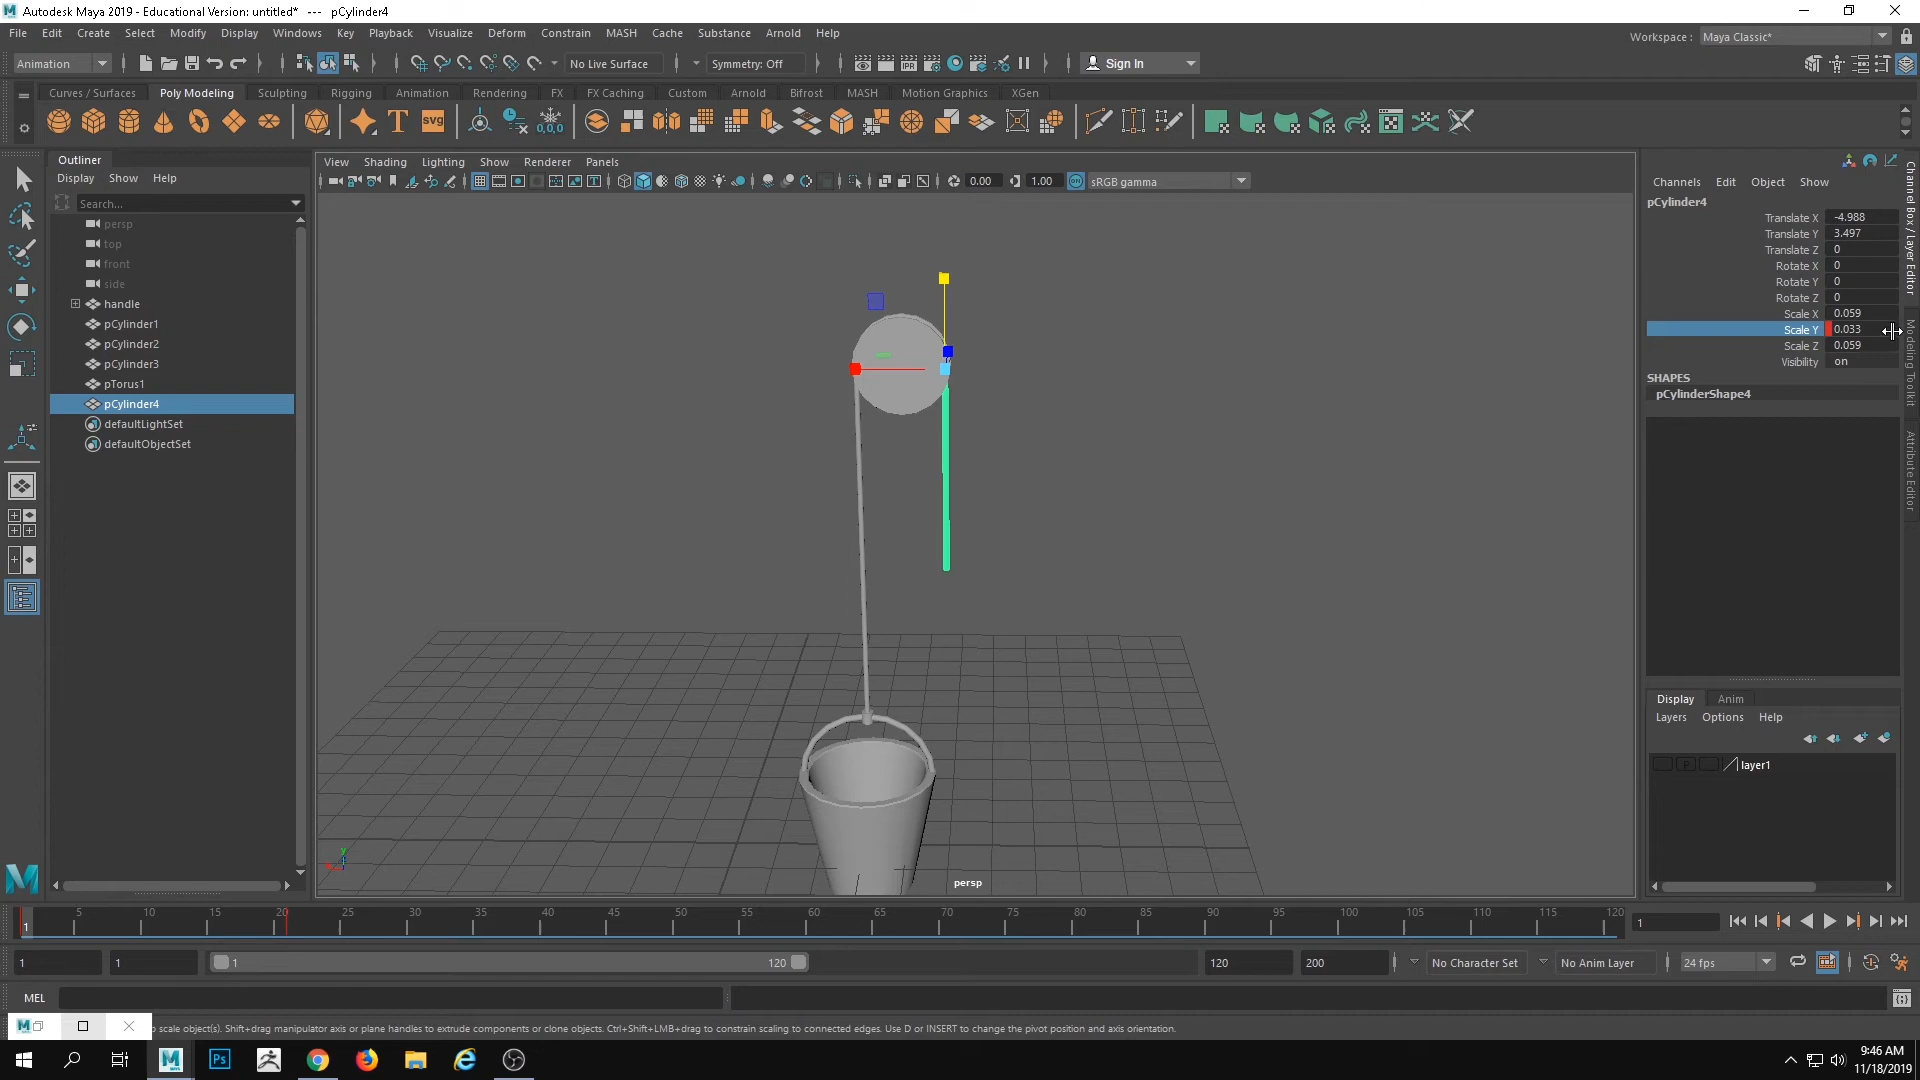 Autodesk Maya 2019 - Educational Version: untitled* --- pCylinder4
File Edit Create Select Modify Display Windows Key Playback Visualize Deform Constrain MASH Cache Substance Arnold Help
Workspace : Maya Classic*
Animation No Live Surface Symmetry: Off Sign In
Curves / Surfaces Poly Modeling Sculpting Rigging Animation Rendering FX FX Caching Custom Arnold Bifrost MASH Motion Graphics XGen
Outliner
Display Show Help
Search...
persp
top
front
side
handle
pCylinder1
pCylinder2
pCylinder3
pTorus1
pCylinder4
defaultLightSet
defaultObjectSet
View Shading Lighting Show Renderer Panels
0.00 1.00 sRGB gamma
persp
Channels Edit Object Show
pCylinder4
Translate X -4.988
Translate Y 3.497
Translate Z 0
Rotate X 0
Rotate Y 0
Rotate Z 0
Scale X 0.059
Scale Y 0.033
Scale Z 0.059
Visibility on
SHAPES
pCylinderShape4
Channel Box / Layer Editor
Modeling Toolkit
Attribute Editor
Display Anim
Layers Options Help
P layer1
1 5 10 15 20 25 30 35 40 45 50 55 60 65 70 75 80 85 90 95 100 105 110 115 120
1
1 1 1 120 120 200 No Character Set No Anim Layer 24 fps
MEL
scale object(s). Shift+drag manipulator axis or plane handles to extrude components or clone objects. Ctrl+Shift+LMB+drag to constrain scaling to connected edges. Use D or INSERT to change the pivot position and axis orientation.
9:46 AM
11/18/2019